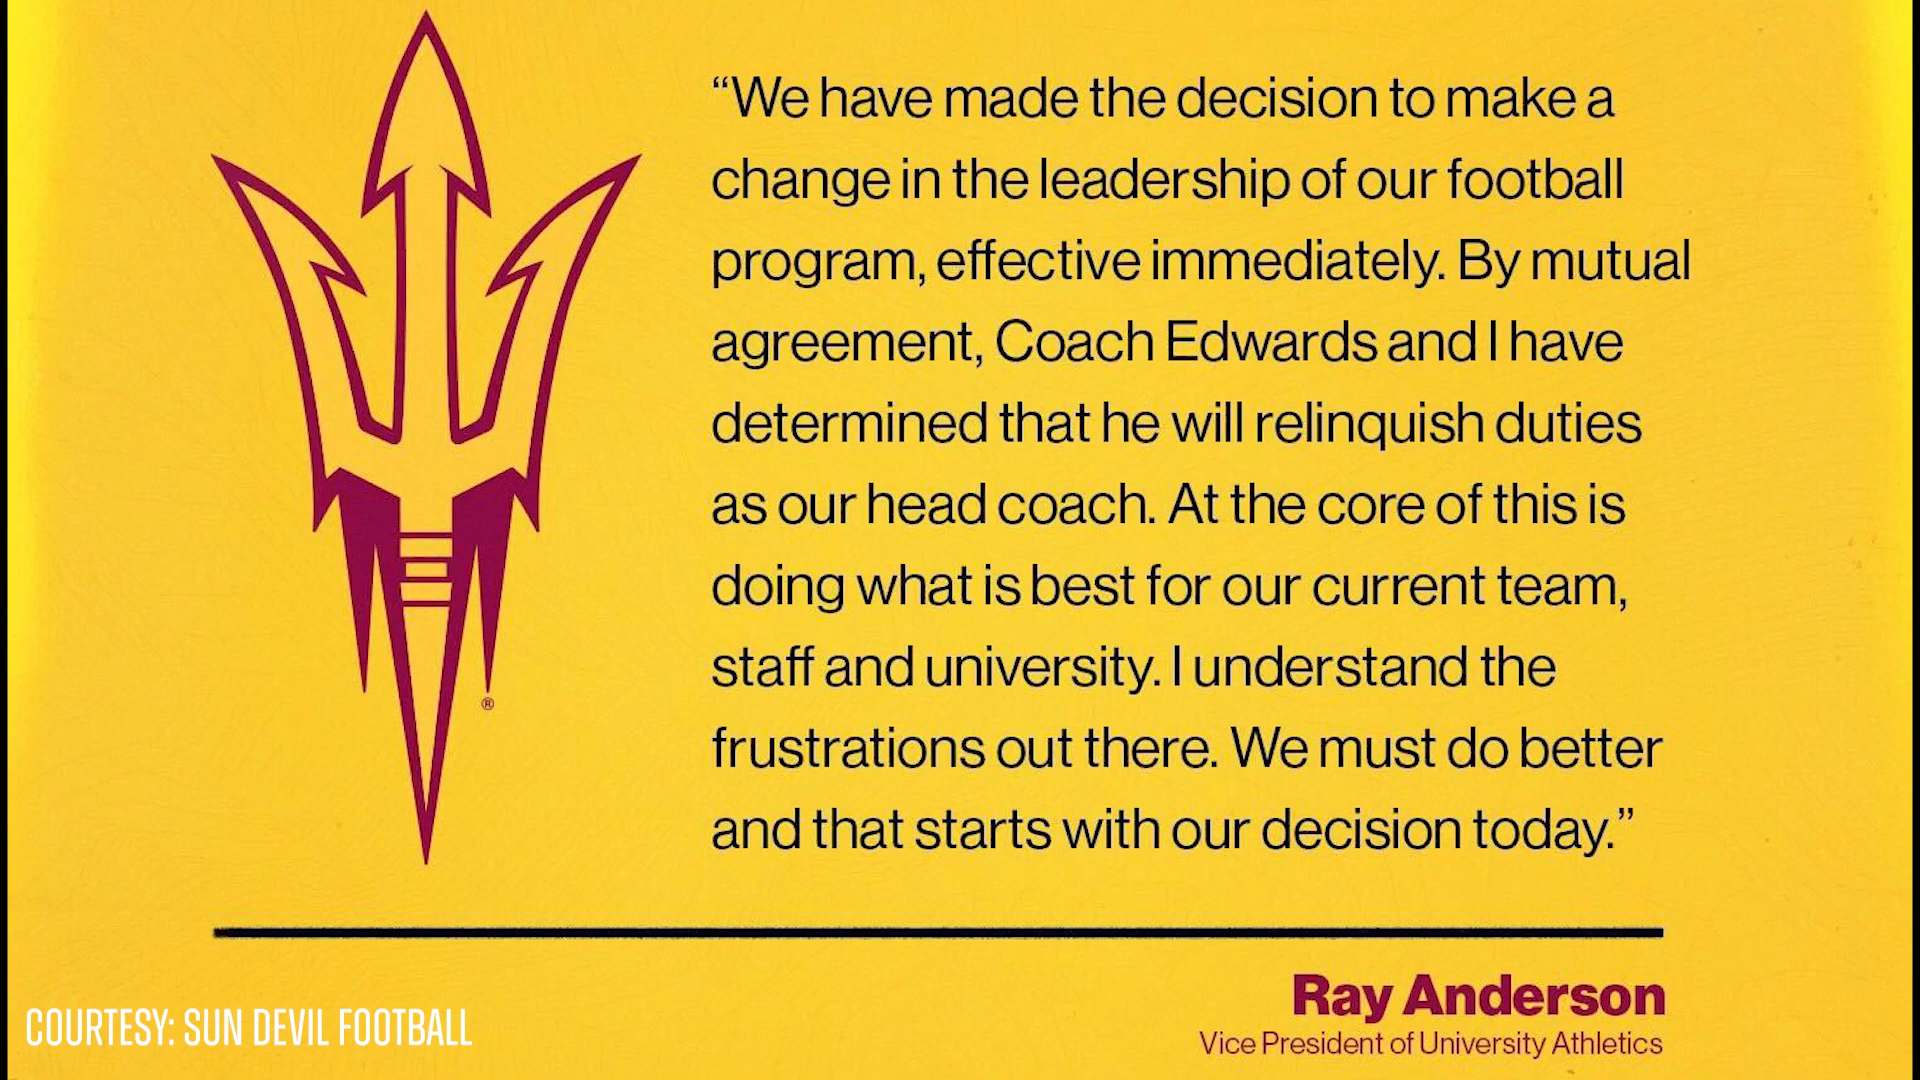 “We have made the decision to make a
change in the leadership of our football
program, effective immediately. By mutual
agreement, Coach Edwards and I have
determined that he will relinquish duties
as our head coach. At the core of this is
doing what is best for our current team,
staff and university. I understand the
frustrations out there. We must do better
and that starts with our decision today.”
®
Ray Anderson
Vice President of University Athletics
COURTESY: SUN DEVIL FOOTBALL